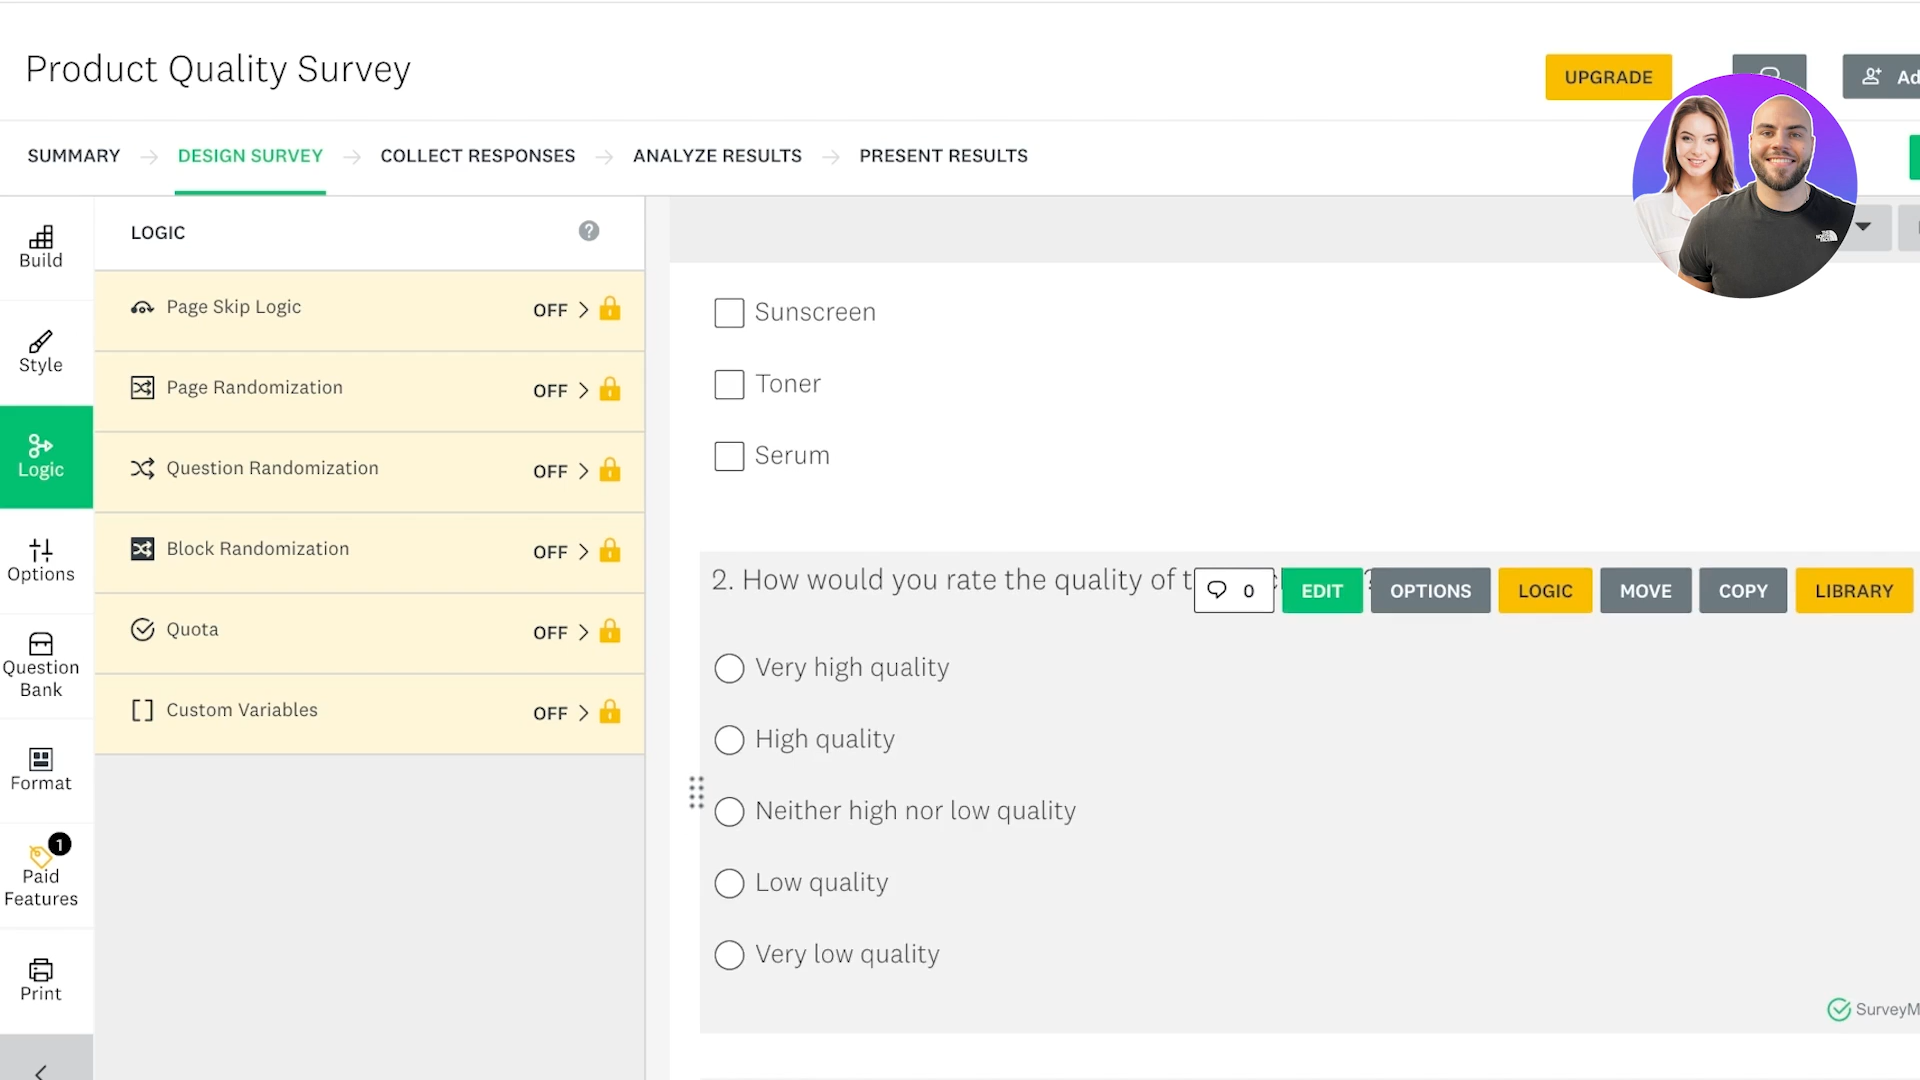 Product Quality Survey
UPGRADE
SUMMARY
DESIGN SURVEY
COLLECT RESPONSES
ANALYZE RESULTS
PRESENT RESULTS
Build
Style
Logic
Options
Question
Bank
Format
1
Paid
Features
Print
LOGIC
?
Page Skip Logic OFF
Page Randomization OFF
Question Randomization OFF
Block Randomization OFF
Quota OFF
Custom Variables OFF
Sunscreen
Toner
Serum
2. How would you rate the quality of
0 EDIT OPTIONS LOGIC MOVE COPY LIBRARY
Very high quality
High quality
Neither high nor low quality
Low quality
Very low quality